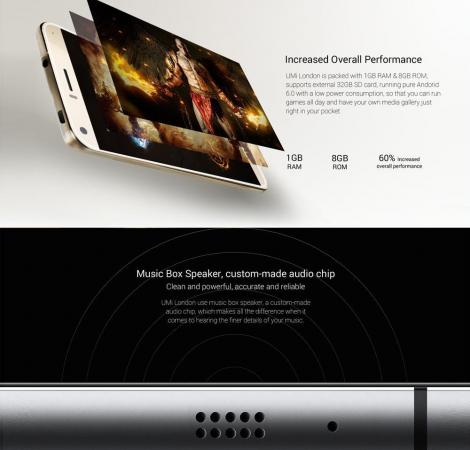 Increased Overall Performance
UMi London is packed with 1GB RAM & 8GB ROM,
supports external 32GB SD card, running pure Andorid
6.0 with a low power consumption, so that you can run
games all day and have your own media gallery just
right in your pocket
1GB
RAM
8GB
ROM
60% increased
overall performance
Music Box Speaker, custom-made audio chip
Clean and powerful, accurate and reliable
UMi London use music box speaker, a custom-made
audio chip, which makes all the difference when it
comes to hearing the finer details of your music.